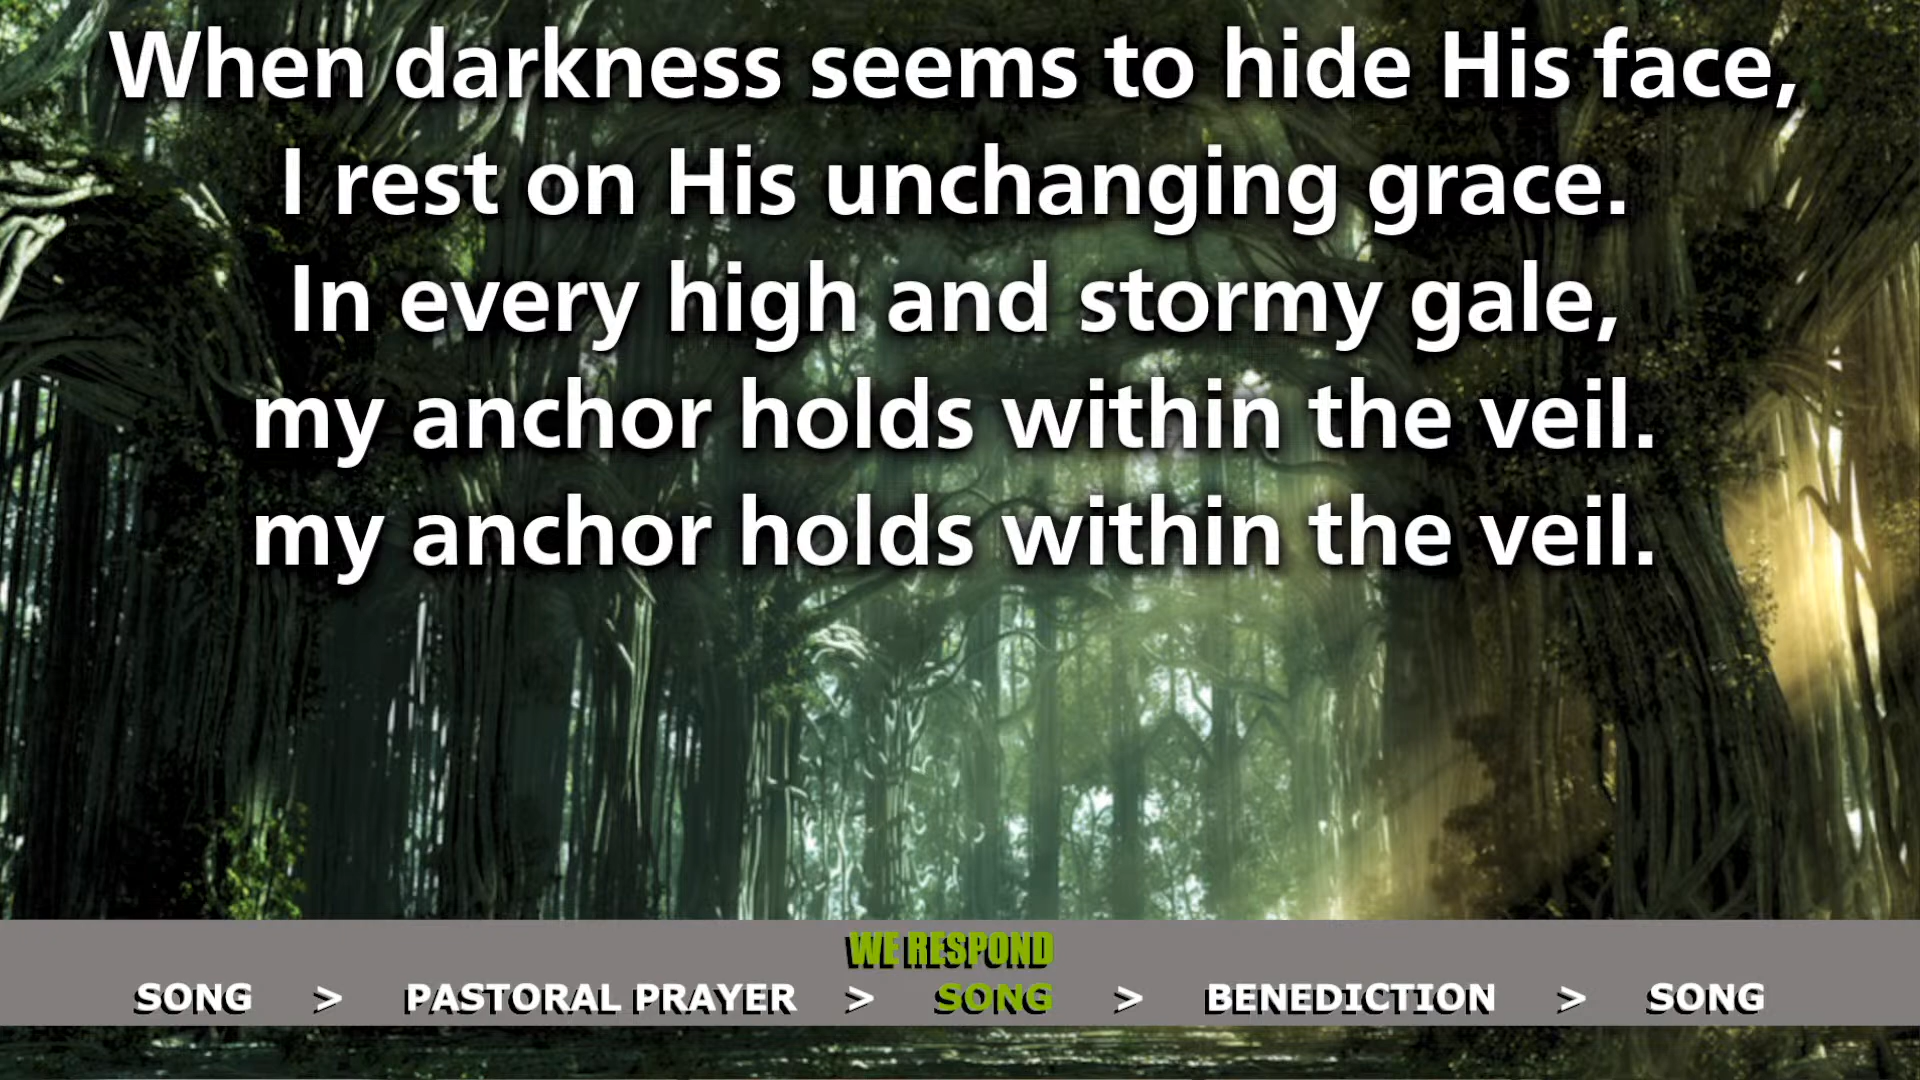 When darkness seems to hide His face,
I rest on His unchanging grace.
In every high and stormy gale,
my anchor holds within the veil.
my anchor holds within the veil.
WE RESPOND
SONG > PASTORAL PRAYER > SONG > BENEDICTION > SONG